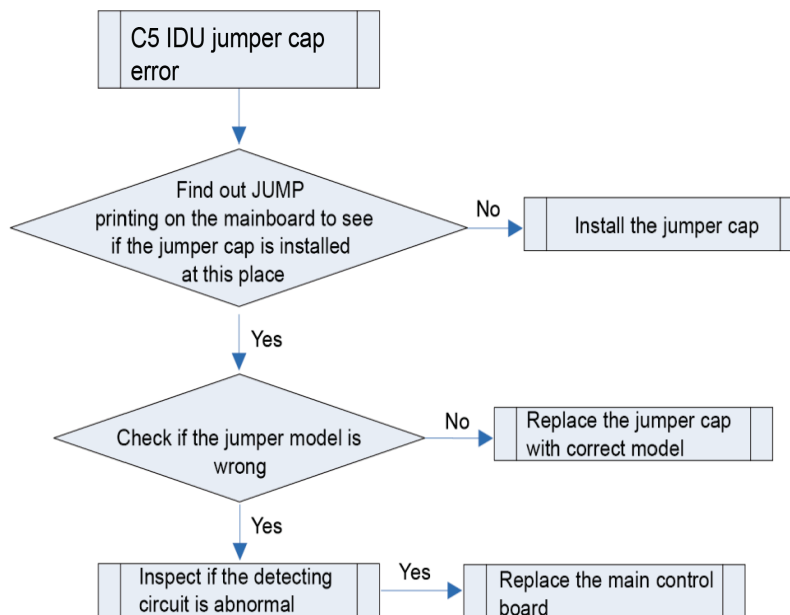 C5 IDU jumper cap
error
Find out JUMP
printing on the mainboard to see
if the jumper cap is installed
at this place
No
Install the jumper cap
Yes
Check if the jumper model is
wrong
No
Replace the jumper cap
with correct model
Yes
Inspect if the detecting
circuit is abnormal
Yes
Replace the main control
board